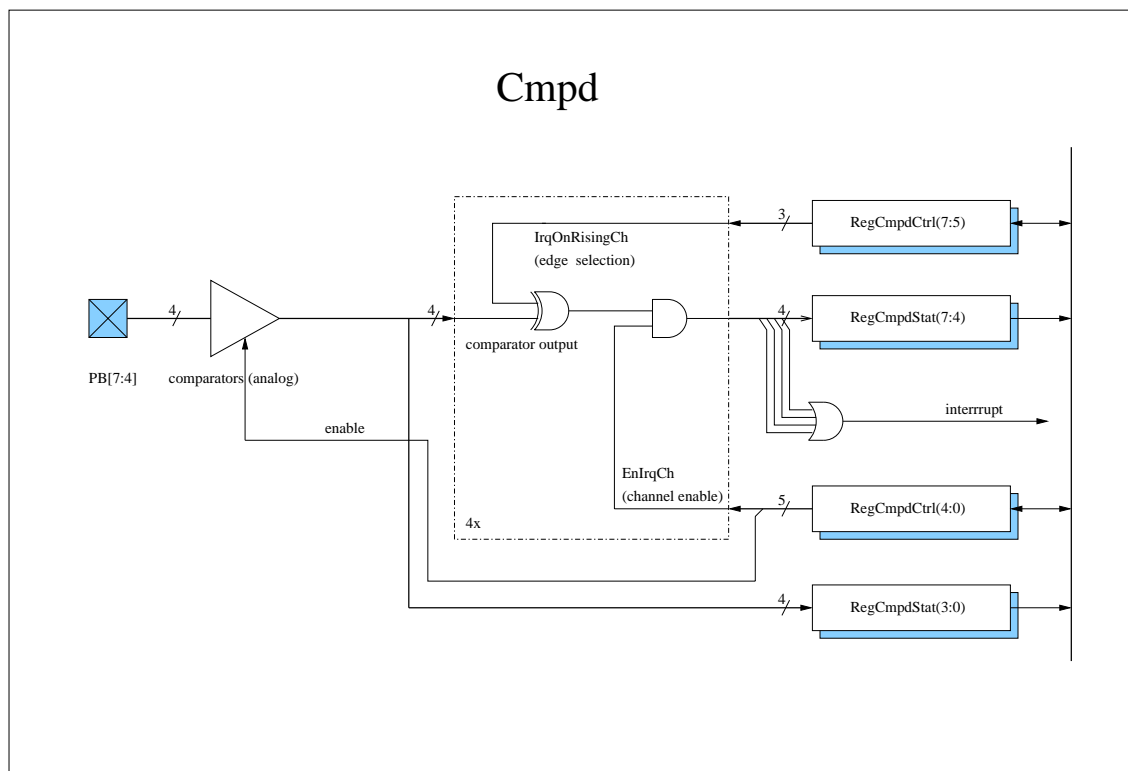 Cmpd
3
RegCmpdCtrl(7:5)
IrqOnRisingCh
(edge selection)
4
4
4
RegCmpdStat(7:4)
comparator output
PB[7:4]
comparators (analog)
interrrupt
enable
EnIrqCh
(channel enable)
5
RegCmpdCtrl(4:0)
4x
4
RegCmpdStat(3:0)